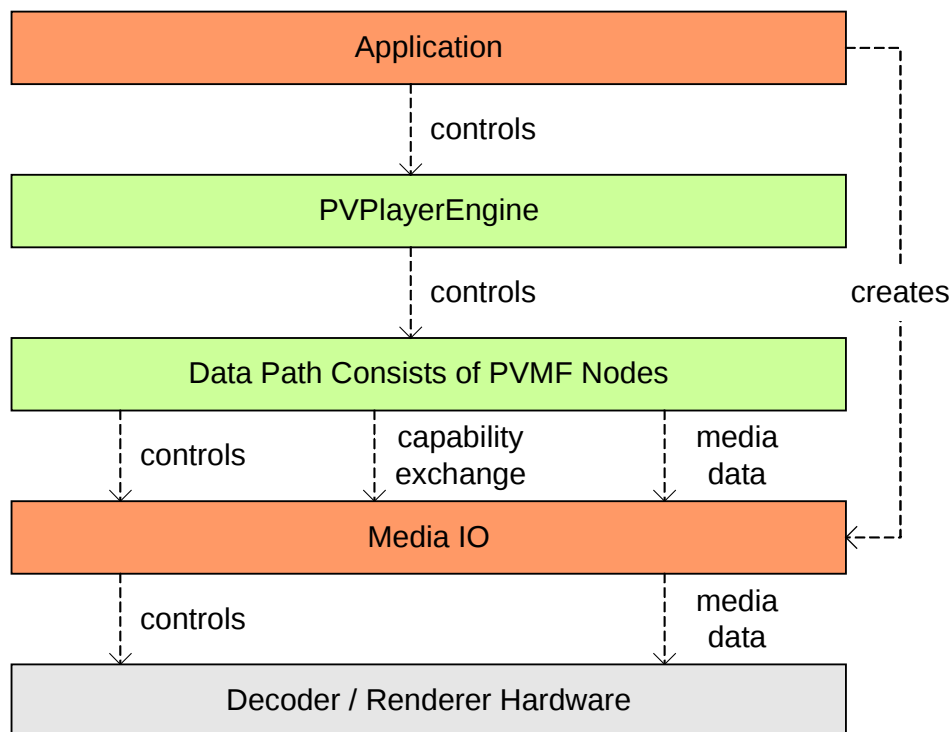 Application
controls
PVPlayerEngine
controls
creates
Data Path Consists of PVMF Nodes
controls
capability
exchange
media
data
Media IO
controls
media
data
Decoder / Renderer Hardware